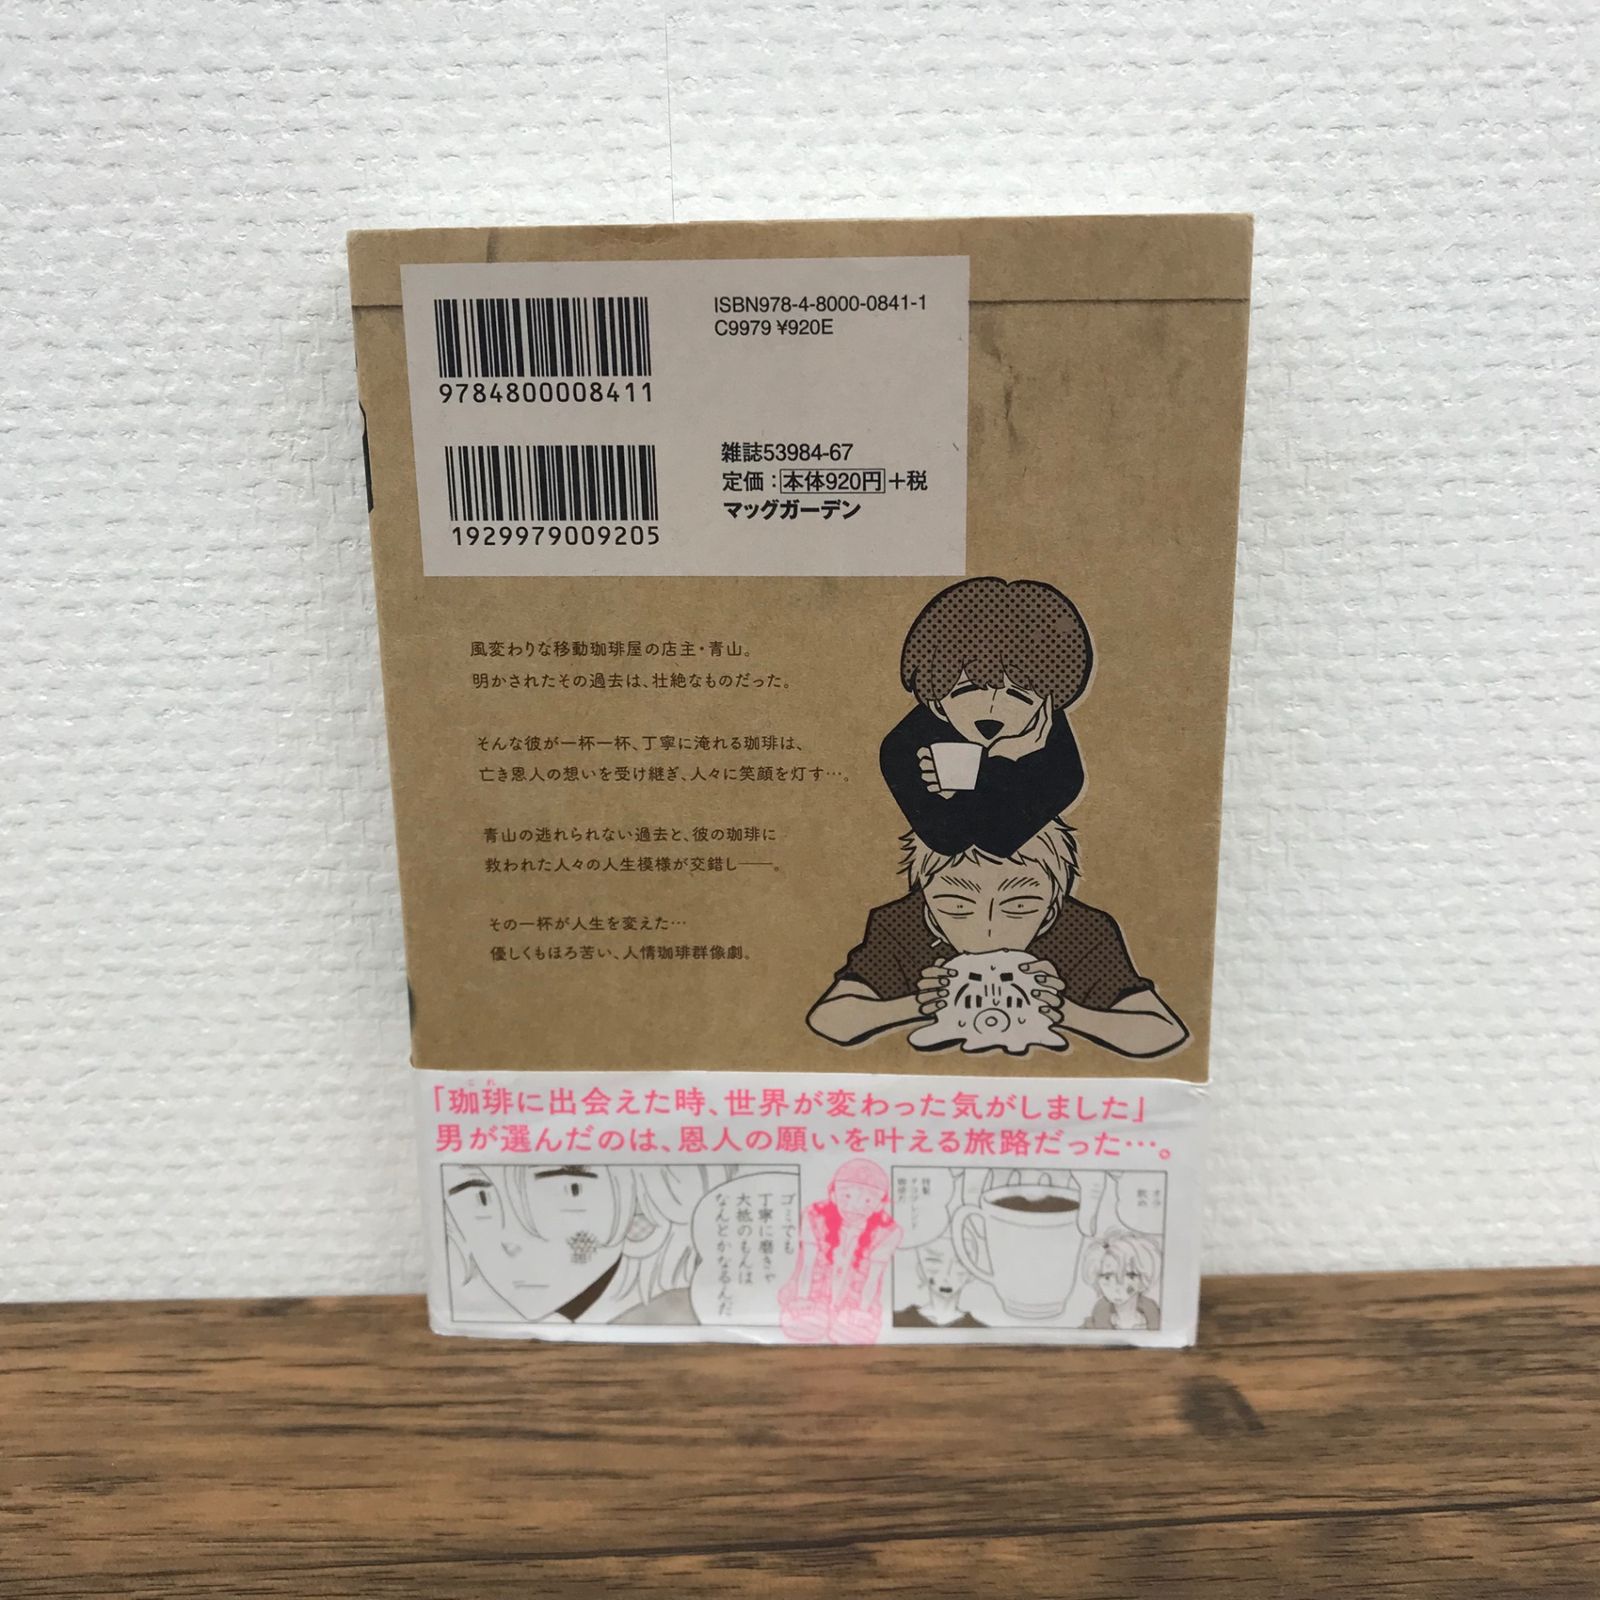 ISBN978-4-8000-0841-1
C9979 ¥920E
9784800008411
雑誌53984-67
定価：本体920円＋税
マッグガーデン
1929979009205
風変わりな移動珈琲屋の店主・青山。
明かされたその過去は、壮絶なものだった。
そんな彼が一杯一杯、丁寧に淹れる珈琲は、
亡き恩人の想いを受け継ぎ、人々に笑顔を灯す…。
青山の逃れられない過去と、彼の珈琲に
救われた人々の人生模様が交錯し――。
その一杯が人生を変えた…
優しくもほろ苦い、人情珈琲群像劇。
これ
「珈琲に出会えた時、世界が変わった気がしました」
男が選んだのは、恩人の願いを叶える旅路だった…。
ゴミでも
丁寧に磨きゃ
大抵のもんは
なんとかなるんだ